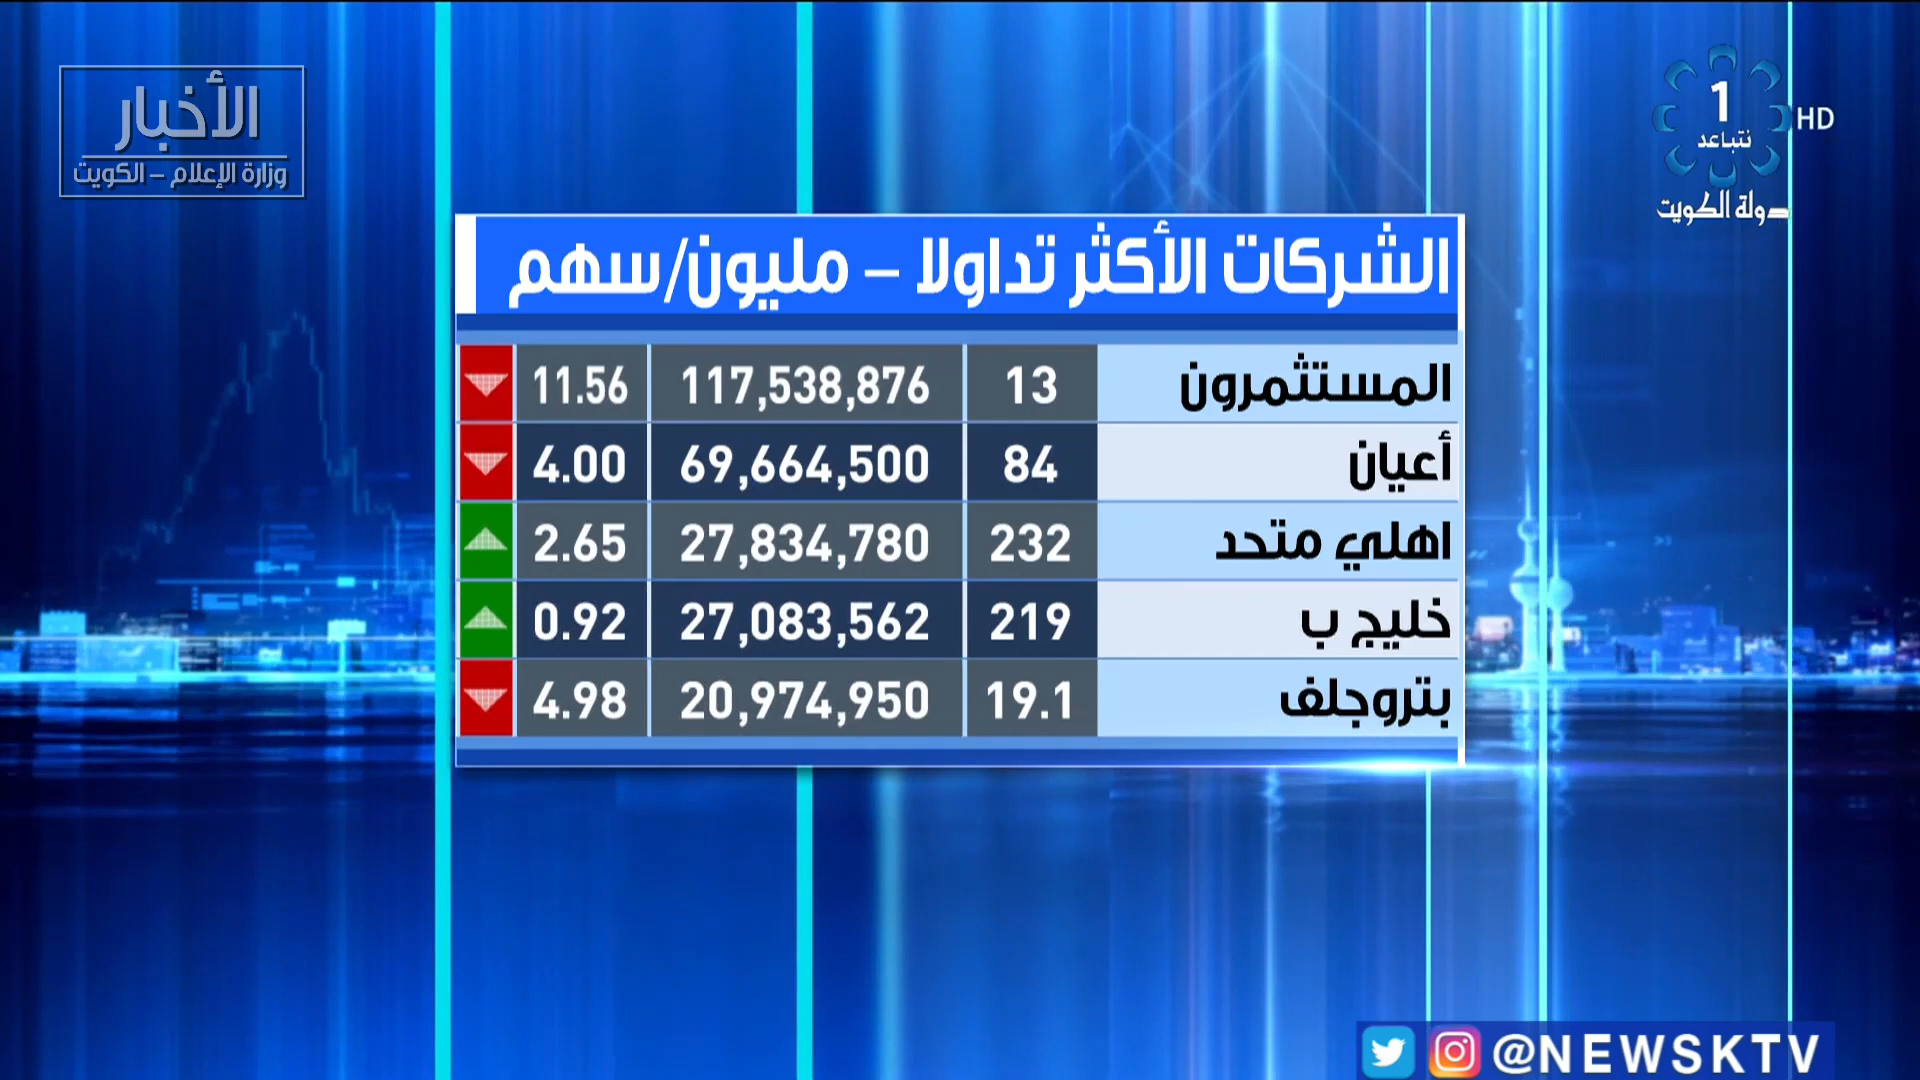 الأخبار
وزارة الإعلام – الكويت
1
نتباعد
HD
دولة الكويت
الشركات الأكثر تداولا – مليون/سهم
المستثمرون 13 117,538,876 11.56
أعيان 84 69,664,500 4.00
اهلي متحد 232 27,834,780 2.65
خليج ب 219 27,083,562 0.92
بتروجلف 19.1 20,974,950 4.98
@NEWSKTV